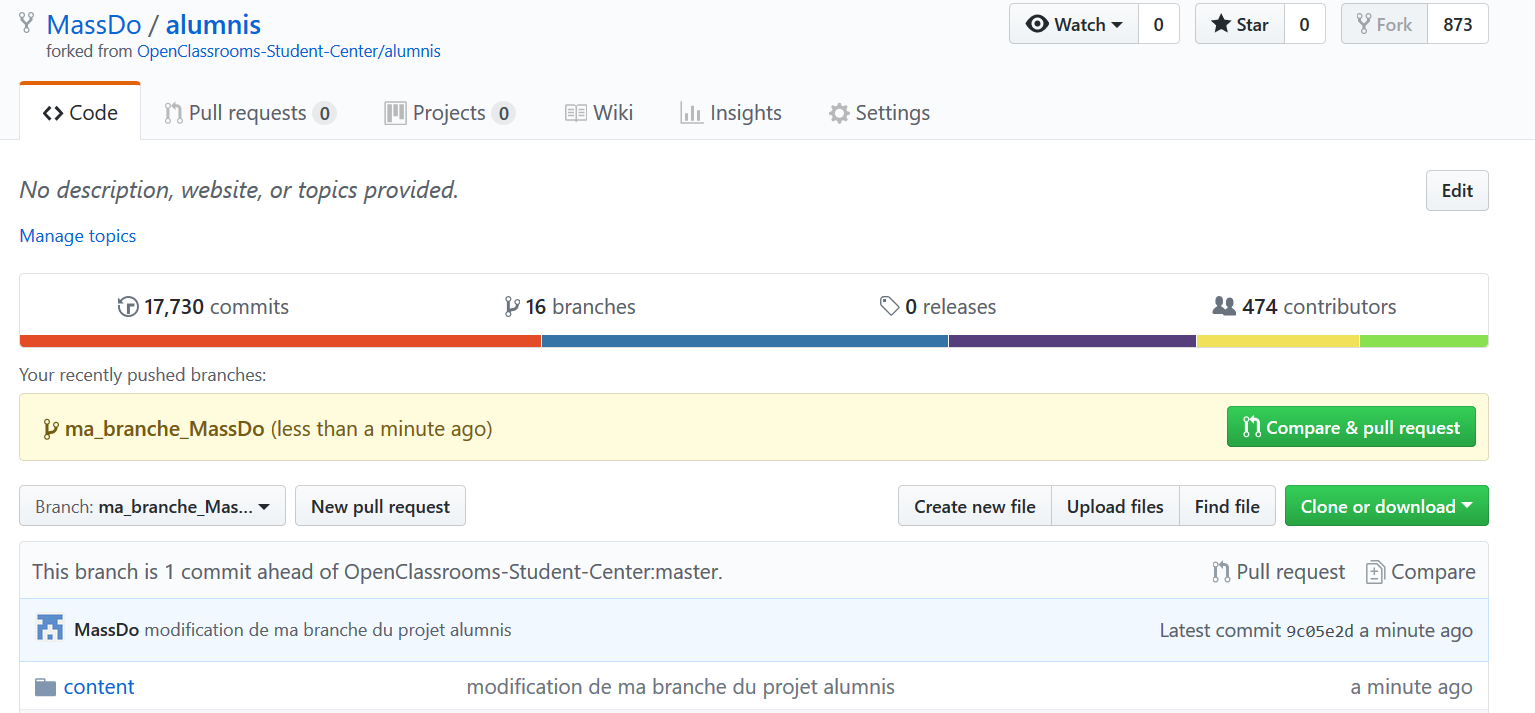 MassDo / alumnis
Watch 0
Star 0
Fork 873
forked from OpenClassrooms-Student-Center/alumnis
Code
Pull requests 0
Projects 0
Wiki
Insights
Settings
No description, website, or topics provided.
Edit
Manage topics
17,730 commits
16 branches
0 releases
474 contributors
Your recently pushed branches:
ma_branche_MassDo (less than a minute ago)
Compare & pull request
Branch: ma_branche_Mas...
New pull request
Create new file
Upload files
Find file
Clone or download
This branch is 1 commit ahead of OpenClassrooms-Student-Center:master.
Pull request
Compare
MassDo modification de ma branche du projet alumnis
Latest commit 9c05e2d a minute ago
content
modification de ma branche du projet alumnis
a minute ago